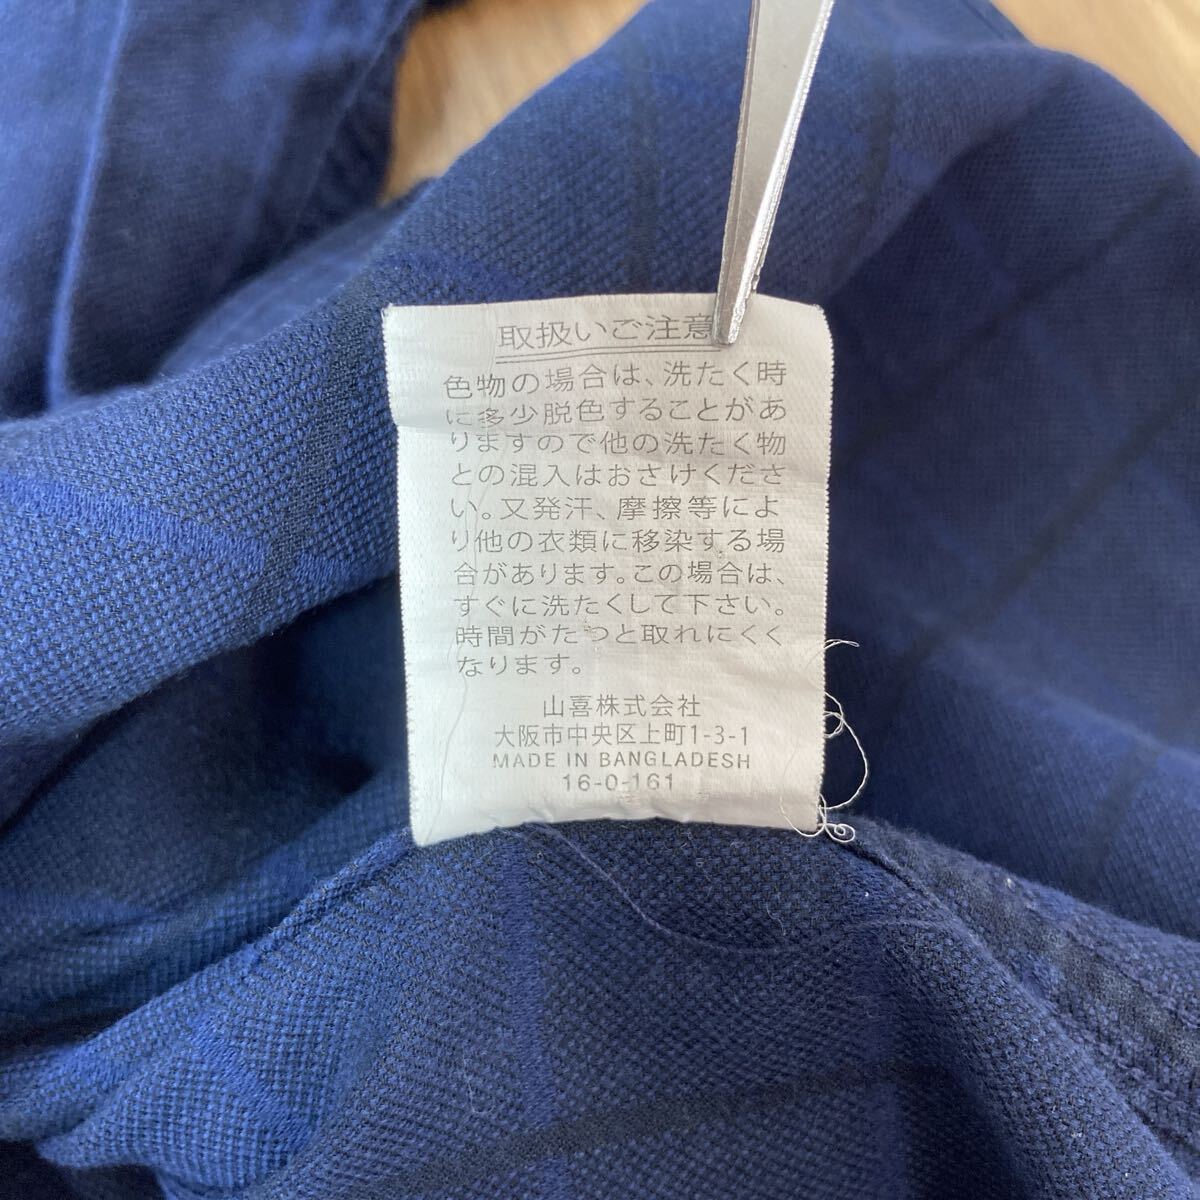 取扱いご注意
色物の場合は、洗たく時
に多少脱色することがあ
りますので他の洗たく物
との混入はおさけくださ
い。又発汗、摩擦等によ
り他の衣類に移染する場
合があります。この場合は、
すぐに洗たくして下さい。
時間がたつと取れにくく
なります。
山喜株式会社
大阪市中央区上町1-3-1
MADE IN BANGLADESH
16-0-161